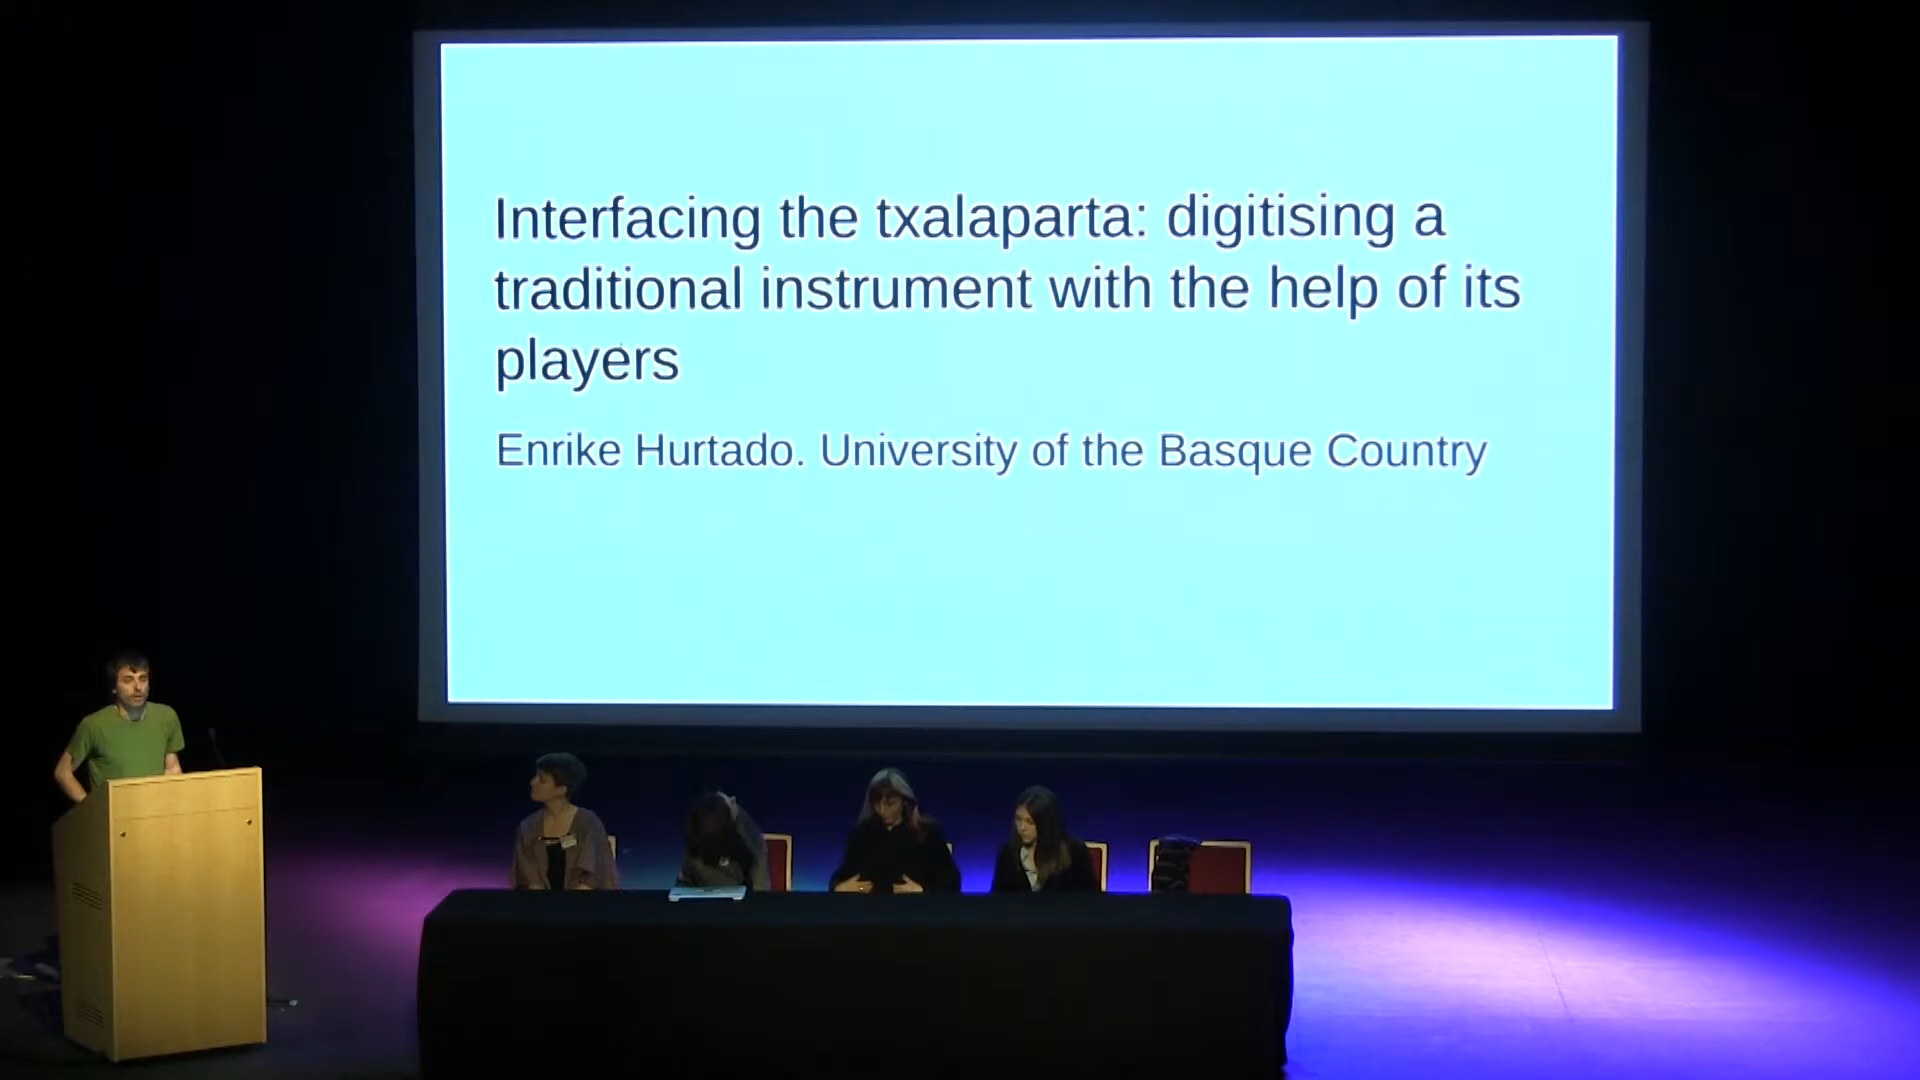 Interfacing the txalaparta: digitising a
traditional instrument with the help of its
players
Enrike Hurtado. University of the Basque Country